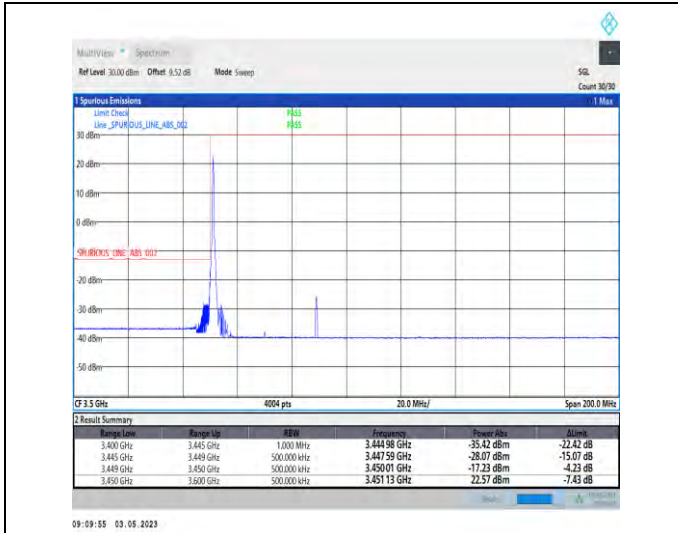 MultiView Spectrum
Ref Level 30.00 dBm Offset 9.52 dB Mode Sweep SGL
Count 30/30
1 Spurious Emissions 1 Max
Limit Check PASS
Line _SPURIOUS_LINE_ABS_002 PASS
30 dBm
20 dBm
10 dBm
0 dBm
_SPURIOUS_LINE_ABS_002
-20 dBm
-30 dBm
-40 dBm
-50 dBm
CF 3.5 GHz 4004 pts 20.0 MHz/ Span 200.0 MHz
2 Result Summary
Range Low Range Up RBW Frequency Power Abs ΔLimit
3.400 GHz 3.445 GHz 1.000 MHz 3.444 98 GHz -35.42 dBm -22.42 dB
3.445 GHz 3.449 GHz 500.000 kHz 3.447 59 GHz -28.07 dBm -15.07 dB
3.449 GHz 3.450 GHz 500.000 kHz 3.450 01 GHz -17.23 dBm -4.23 dB
3.450 GHz 3.600 GHz 500.000 kHz 3.451 13 GHz 22.57 dBm -7.43 dB
09:09:55 03.05.2023